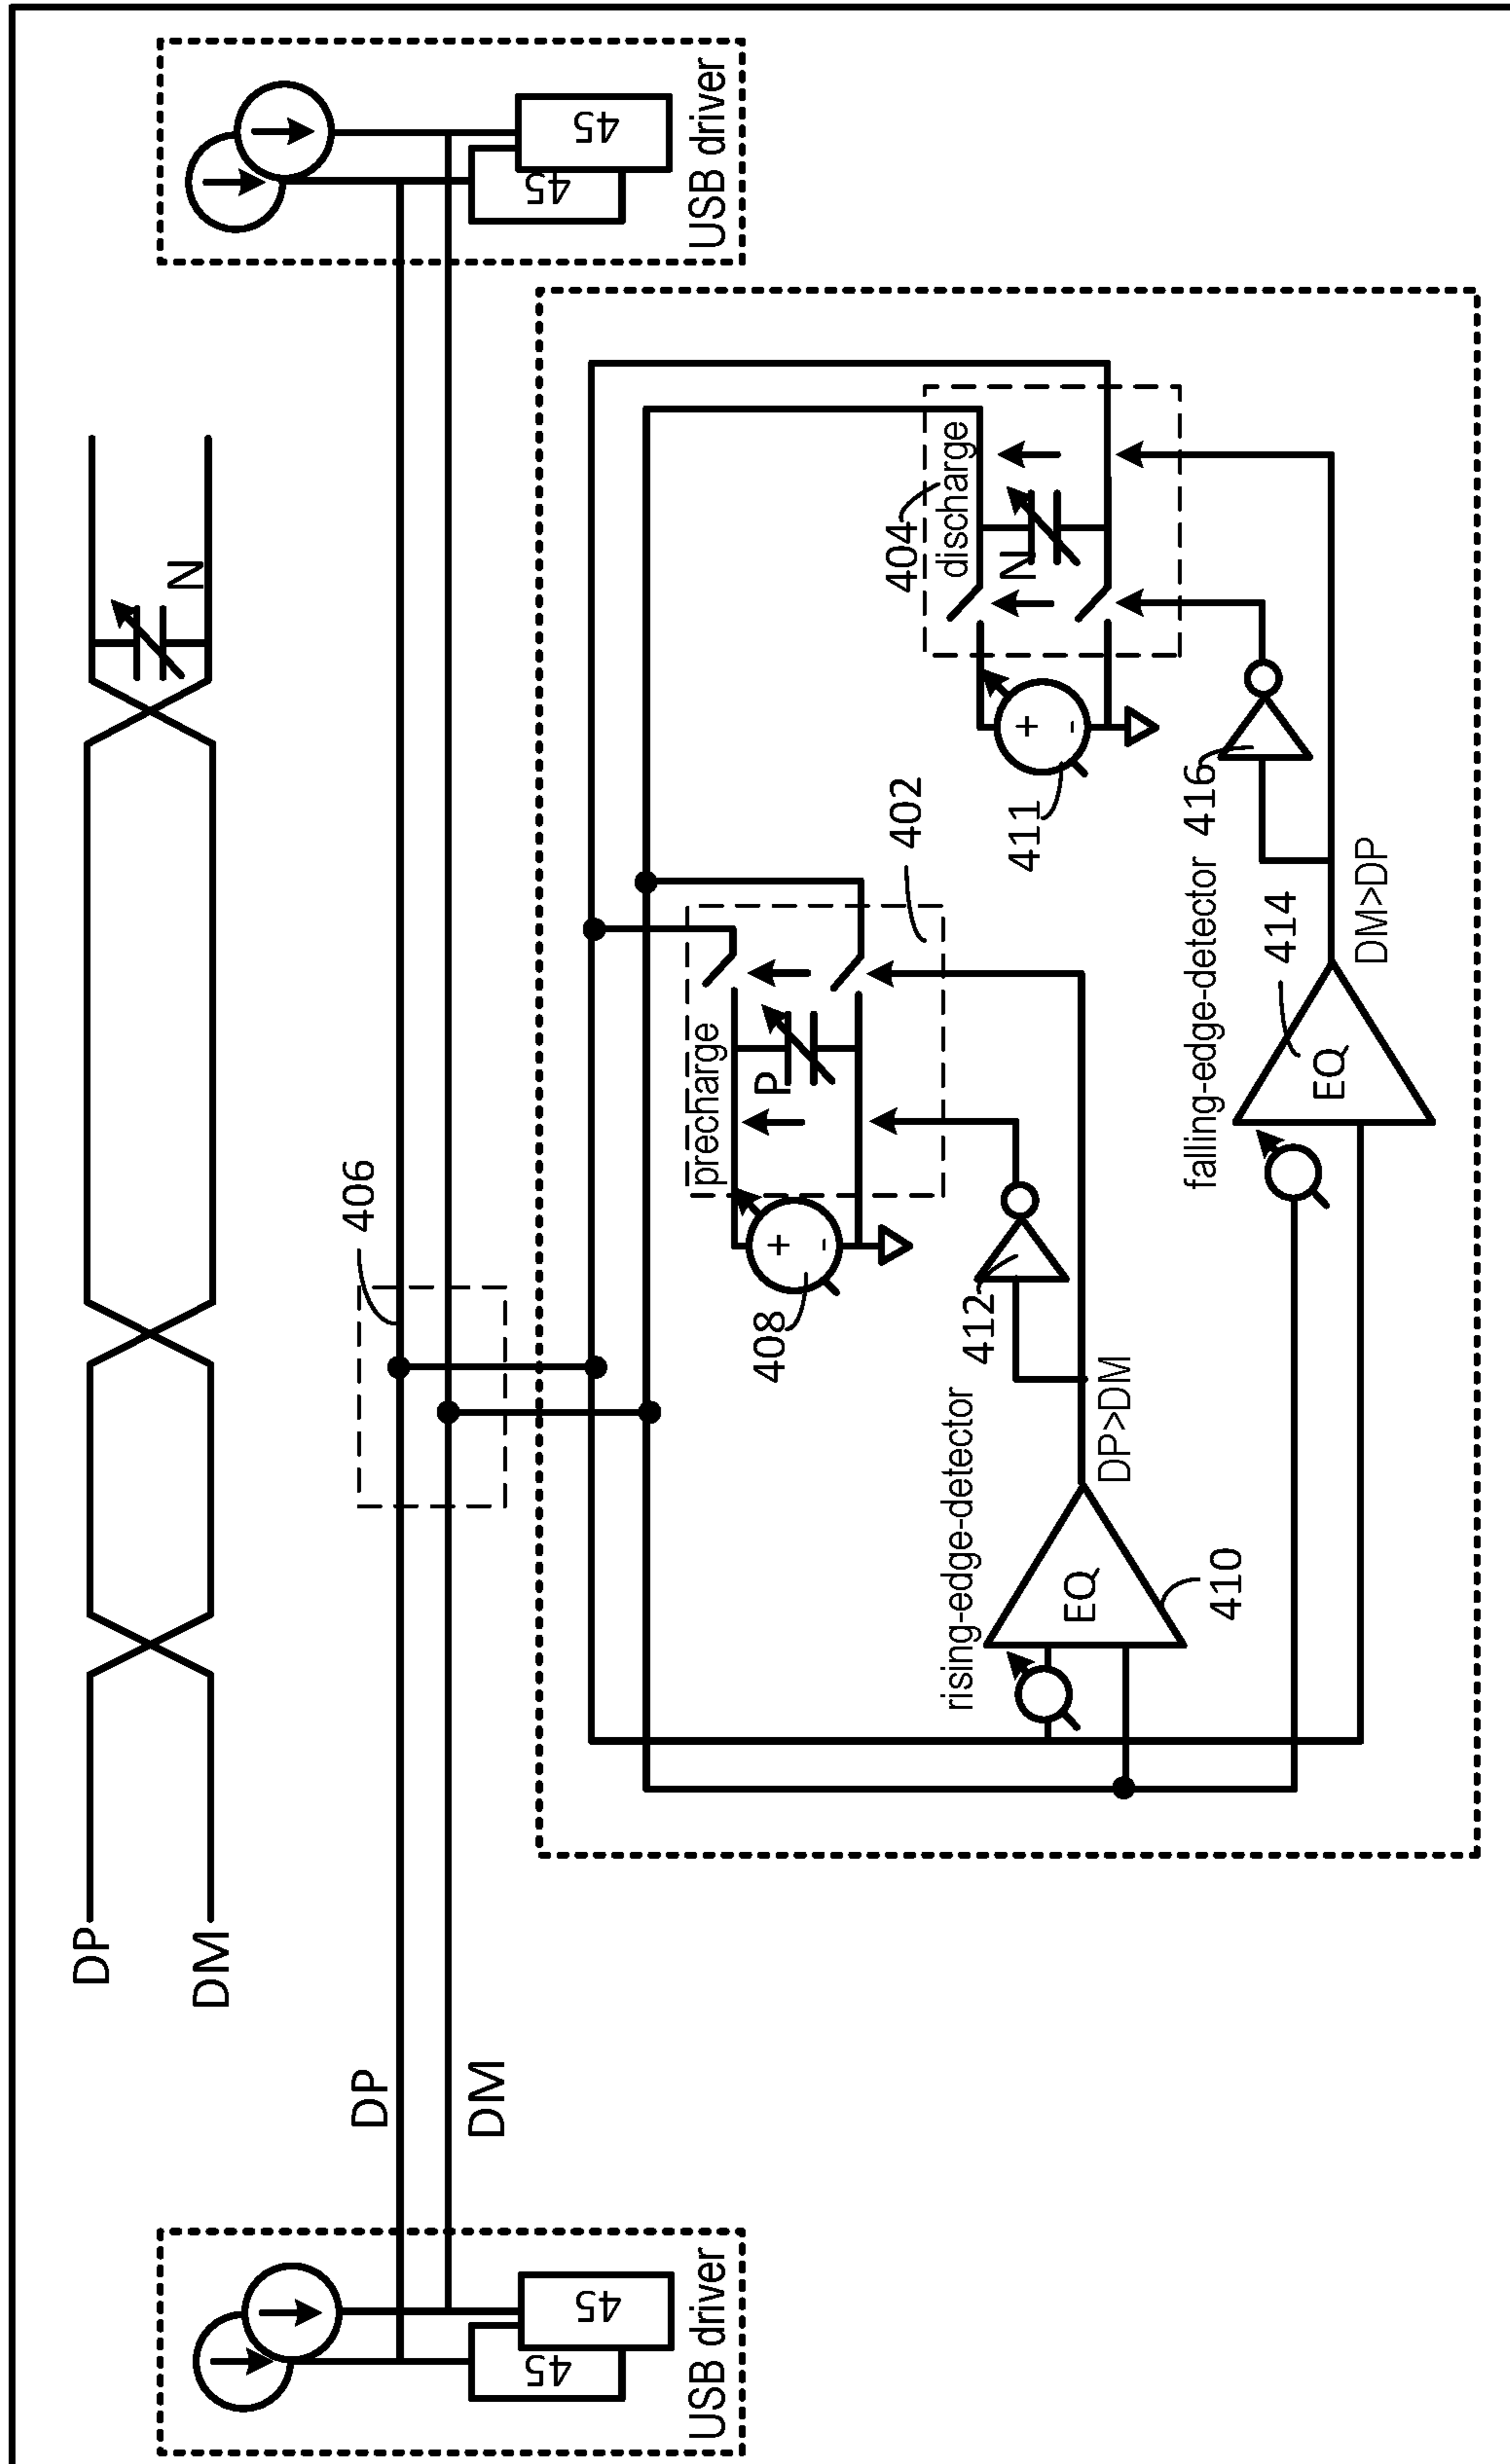 DP
DM
N
DP
DM
406
45
45
USB driver
45
45
USB driver
precharge
P
402
408
412
rising-edge-detector
EQ
DP>DM
410
404
discharge
N
411
416
falling-edge-detector
414
EQ
DM>DP
+
-
+
-